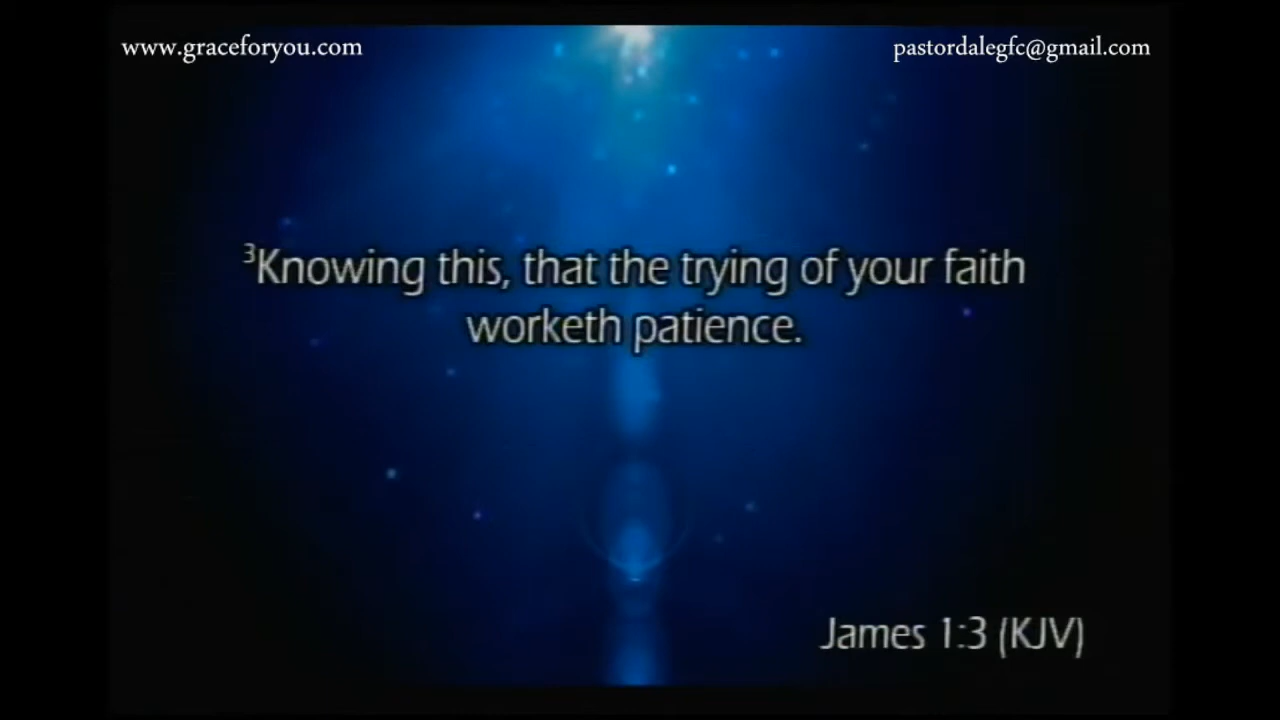 www.graceforyou.com
pastordalegfc@gmail.com
³Knowing this, that the trying of your faith
worketh patience.
James 1:3 (KJV)